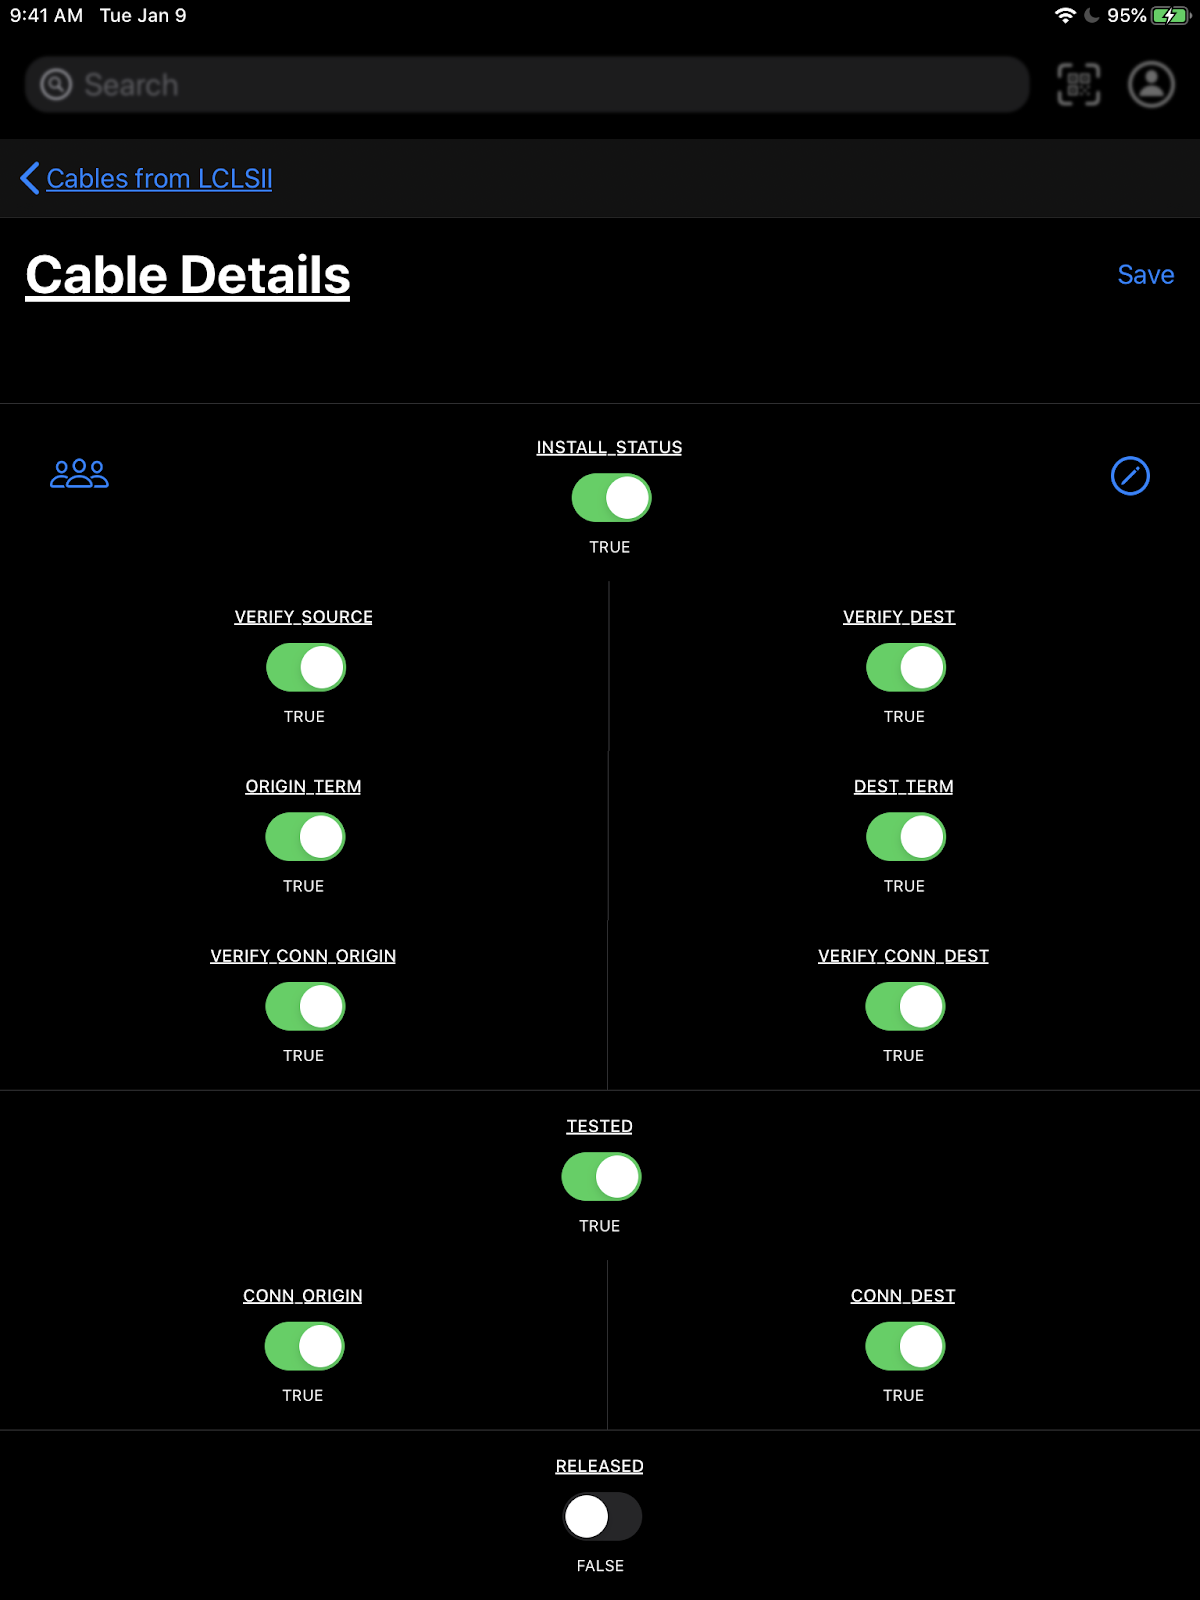 9:41 AM Tue Jan 9 95%
Search
Cables from LCLSII
Cable Details Save
INSTALL_STATUS
TRUE
VERIFY_SOURCE VERIFY_DEST
TRUE TRUE
ORIGIN_TERM DEST_TERM
TRUE TRUE
VERIFY_CONN_ORIGIN VERIFY_CONN_DEST
TRUE TRUE
TESTED
TRUE
CONN_ORIGIN CONN_DEST
TRUE TRUE
RELEASED
FALSE